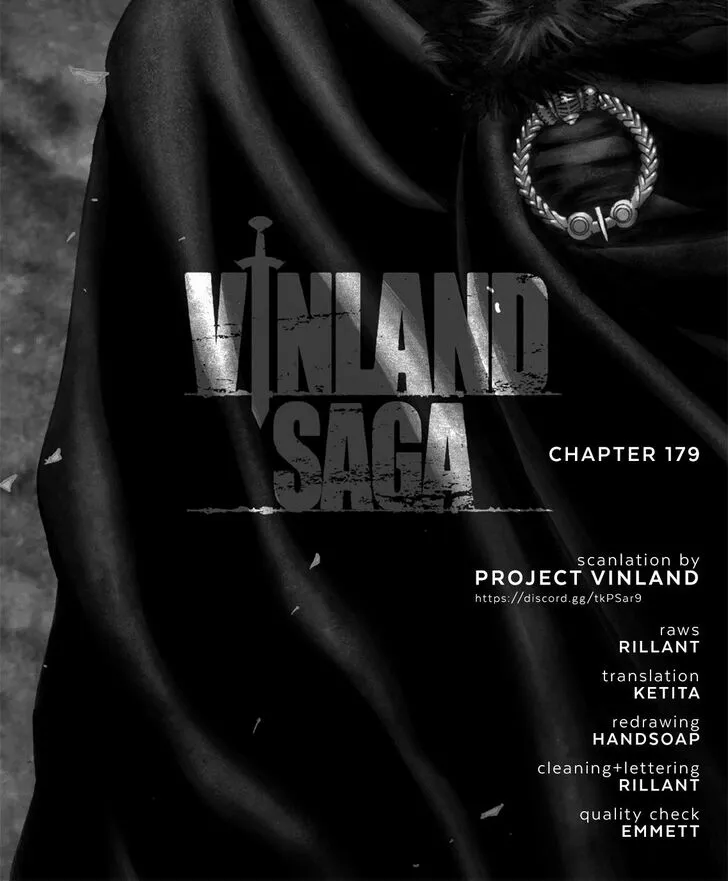 VINLAND
SAGA
CHAPTER 179
scanlation by
PROJECT VINLAND
https://discord.gg/tkPSar9
raws
RILLANT
translation
KETITA
redrawing
HANDSOAP
cleaning+lettering
RILLANT
quality check
EMMETT